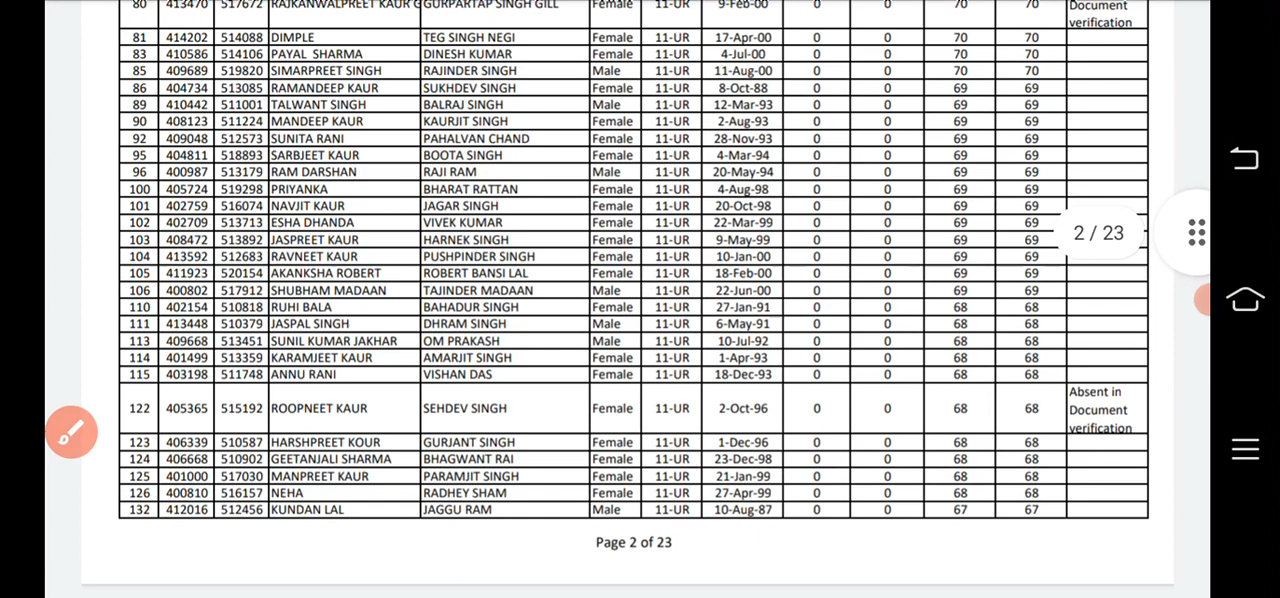 80 413470 517672 RAJKANWALPREET KAUR G GURPARTAP SINGH GILL Female 11-UR 9-Feb-00 0 0 70 70 Document verification
81 414202 514088 DIMPLE TEG SINGH NEGI Female 11-UR 17-Apr-00 0 0 70 70
83 410586 514106 PAYAL SHARMA DINESH KUMAR Female 11-UR 4-Jul-00 0 0 70 70
85 409689 519820 SIMARPREET SINGH RAJINDER SINGH Male 11-UR 11-Aug-00 0 0 70 70
86 404734 513085 RAMANDEEP KAUR SUKHDEV SINGH Female 11-UR 8-Oct-88 0 0 69 69
89 410442 511001 TALWANT SINGH BALRAJ SINGH Male 11-UR 12-Mar-93 0 0 69 69
90 408123 511224 MANDEEP KAUR KAURJIT SINGH Female 11-UR 2-Aug-93 0 0 69 69
92 409048 512573 SUNITA RANI PAHALVAN CHAND Female 11-UR 28-Nov-93 0 0 69 69
95 404811 518893 SARBJEET KAUR BOOTA SINGH Female 11-UR 4-Mar-94 0 0 69 69
96 400987 513179 RAM DARSHAN RAJI RAM Male 11-UR 20-May-94 0 0 69 69
100 405724 519298 PRIYANKA BHARAT RATTAN Female 11-UR 4-Aug-98 0 0 69 69
101 402759 516074 NAVJIT KAUR JAGAR SINGH Female 11-UR 20-Oct-98 0 0 69 69
102 402709 513713 ESHA DHANDA VIVEK KUMAR Female 11-UR 22-Mar-99 0 0 69 69
103 408472 513892 JASPREET KAUR HARNEK SINGH Female 11-UR 9-May-99 0 0 69 69
2 / 23
104 413592 512683 RAVNEET KAUR PUSHPINDER SINGH Female 11-UR 10-Jan-00 0 0 69 69
105 411923 520154 AKANKSHA ROBERT ROBERT BANSI LAL Female 11-UR 18-Feb-00 0 0 69 69
106 400802 517912 SHUBHAM MADAAN TAJINDER MADAAN Male 11-UR 22-Jun-00 0 0 69 69
110 402154 510818 RUHI BALA BAHADUR SINGH Female 11-UR 27-Jan-91 0 0 68 68
111 413448 510379 JASPAL SINGH DHRAM SINGH Male 11-UR 6-May-91 0 0 68 68
113 409668 513451 SUNIL KUMAR JAKHAR OM PRAKASH Male 11-UR 10-Jul-92 0 0 68 68
114 401499 513359 KARAMJEET KAUR AMARJIT SINGH Female 11-UR 1-Apr-93 0 0 68 68
115 403198 511748 ANNU RANI VISHAN DAS Female 11-UR 18-Dec-93 0 0 68 68
122 405365 515192 ROOPNEET KAUR SEHDEV SINGH Female 11-UR 2-Oct-96 0 0 68 68 Absent in Document verification
123 406339 510587 HARSHPREET KOUR GURJANT SINGH Female 11-UR 1-Dec-96 0 0 68 68
124 406668 510902 GEETANJALI SHARMA BHAGWANT RAI Female 11-UR 23-Dec-98 0 0 68 68
125 401000 517030 MANPREET KAUR PARAMJIT SINGH Female 11-UR 21-Jan-99 0 0 68 68
126 400810 516157 NEHA RADHEY SHAM Female 11-UR 27-Apr-99 0 0 68 68
132 412016 512456 KUNDAN LAL JAGGU RAM Male 11-UR 10-Aug-87 0 0 67 67
Page 2 of 23